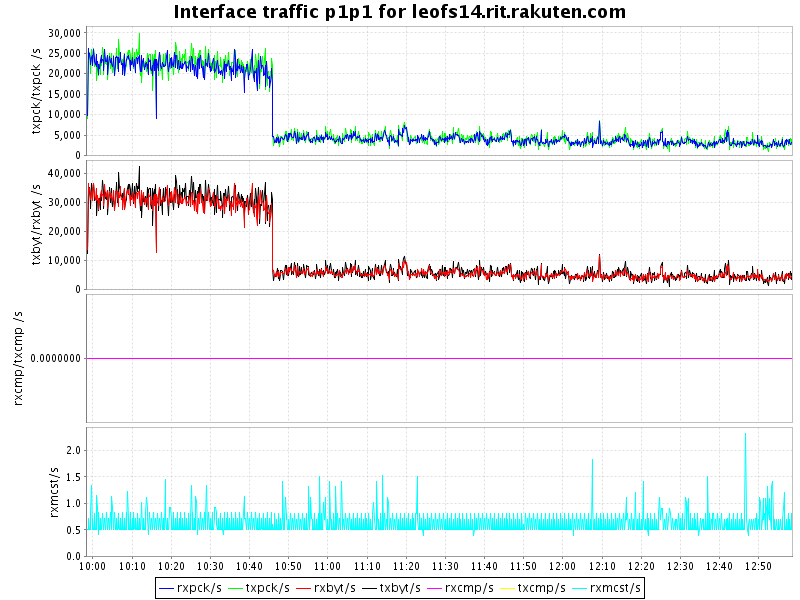 Interface traffic p1p1 for leofs14.rit.rakuten.com
txpck/txpck /s
30,000
25,000
20,000
15,000
10,000
5,000
0
txbyt/rxbyt /s
40,000
30,000
20,000
10,000
0
rxcmp/txcmp /s
0.0000000
rxmcst/s
2.0
1.5
1.0
0.5
0.0
10:00 10:10 10:20 10:30 10:40 10:50 11:00 11:10 11:20 11:30 11:40 11:50 12:00 12:10 12:20 12:30 12:40 12:50
rxpck/s txpck/s rxbyt/s txbyt/s rxcmp/s txcmp/s rxmcst/s